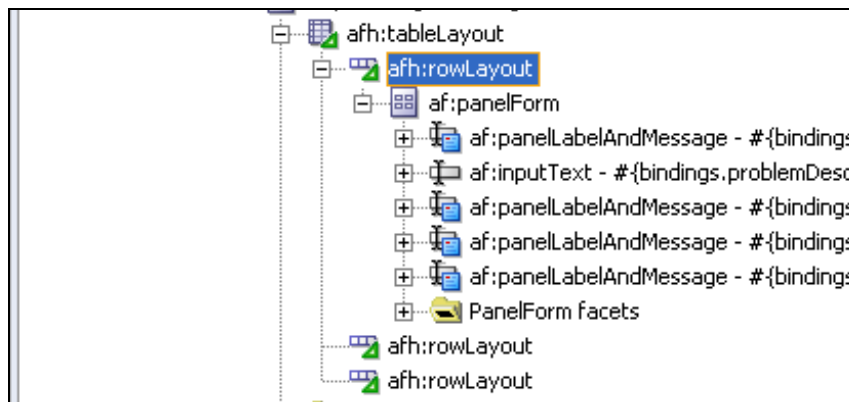 afh:tableLayout
afh:rowLayout
af:panelForm
af:panelLabelAndMessage - #{bindings
af:inputText - #{bindings.problemDesc
af:panelLabelAndMessage - #{bindings
af:panelLabelAndMessage - #{bindings
af:panelLabelAndMessage - #{bindings
PanelForm facets
afh:rowLayout
afh:rowLayout